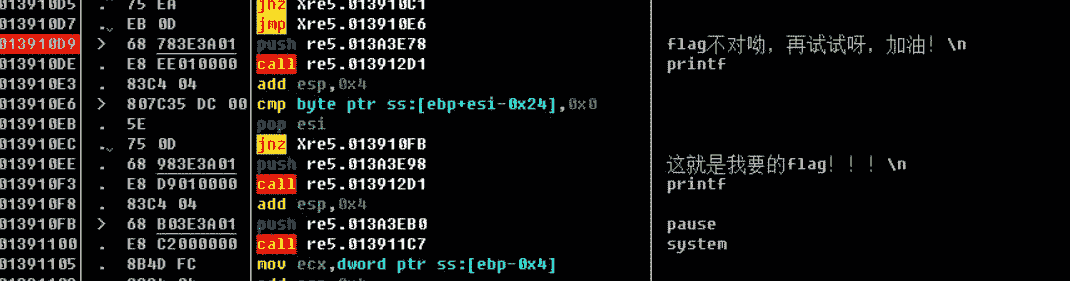 013910D5 . 75 EA jnz Xre5.013910C1
013910D7 . EB 0D jmp Xre5.013910E6
013910D9 > 68 783E3A01 push re5.013A3E78 flag不对呦，再试试呀，加油！\n
013910DE . E8 EE010000 call re5.013912D1 printf
013910E3 . 83C4 04 add esp,0x4
013910E6 > 807C35 DC 00 cmp byte ptr ss:[ebp+esi-0x24],0x0
013910EB . 5E pop esi
013910EC . 75 0D jnz Xre5.013910FB
013910EE . 68 983E3A01 push re5.013A3E98 这就是我要的flag！！！\n
013910F3 . E8 D9010000 call re5.013912D1 printf
013910F8 . 83C4 04 add esp,0x4
013910FB > 68 B03E3A01 push re5.013A3EB0 pause
01391100 . E8 C2000000 call re5.013911C7 system
01391105 . 8B4D FC mov ecx,dword ptr ss:[ebp-0x4]